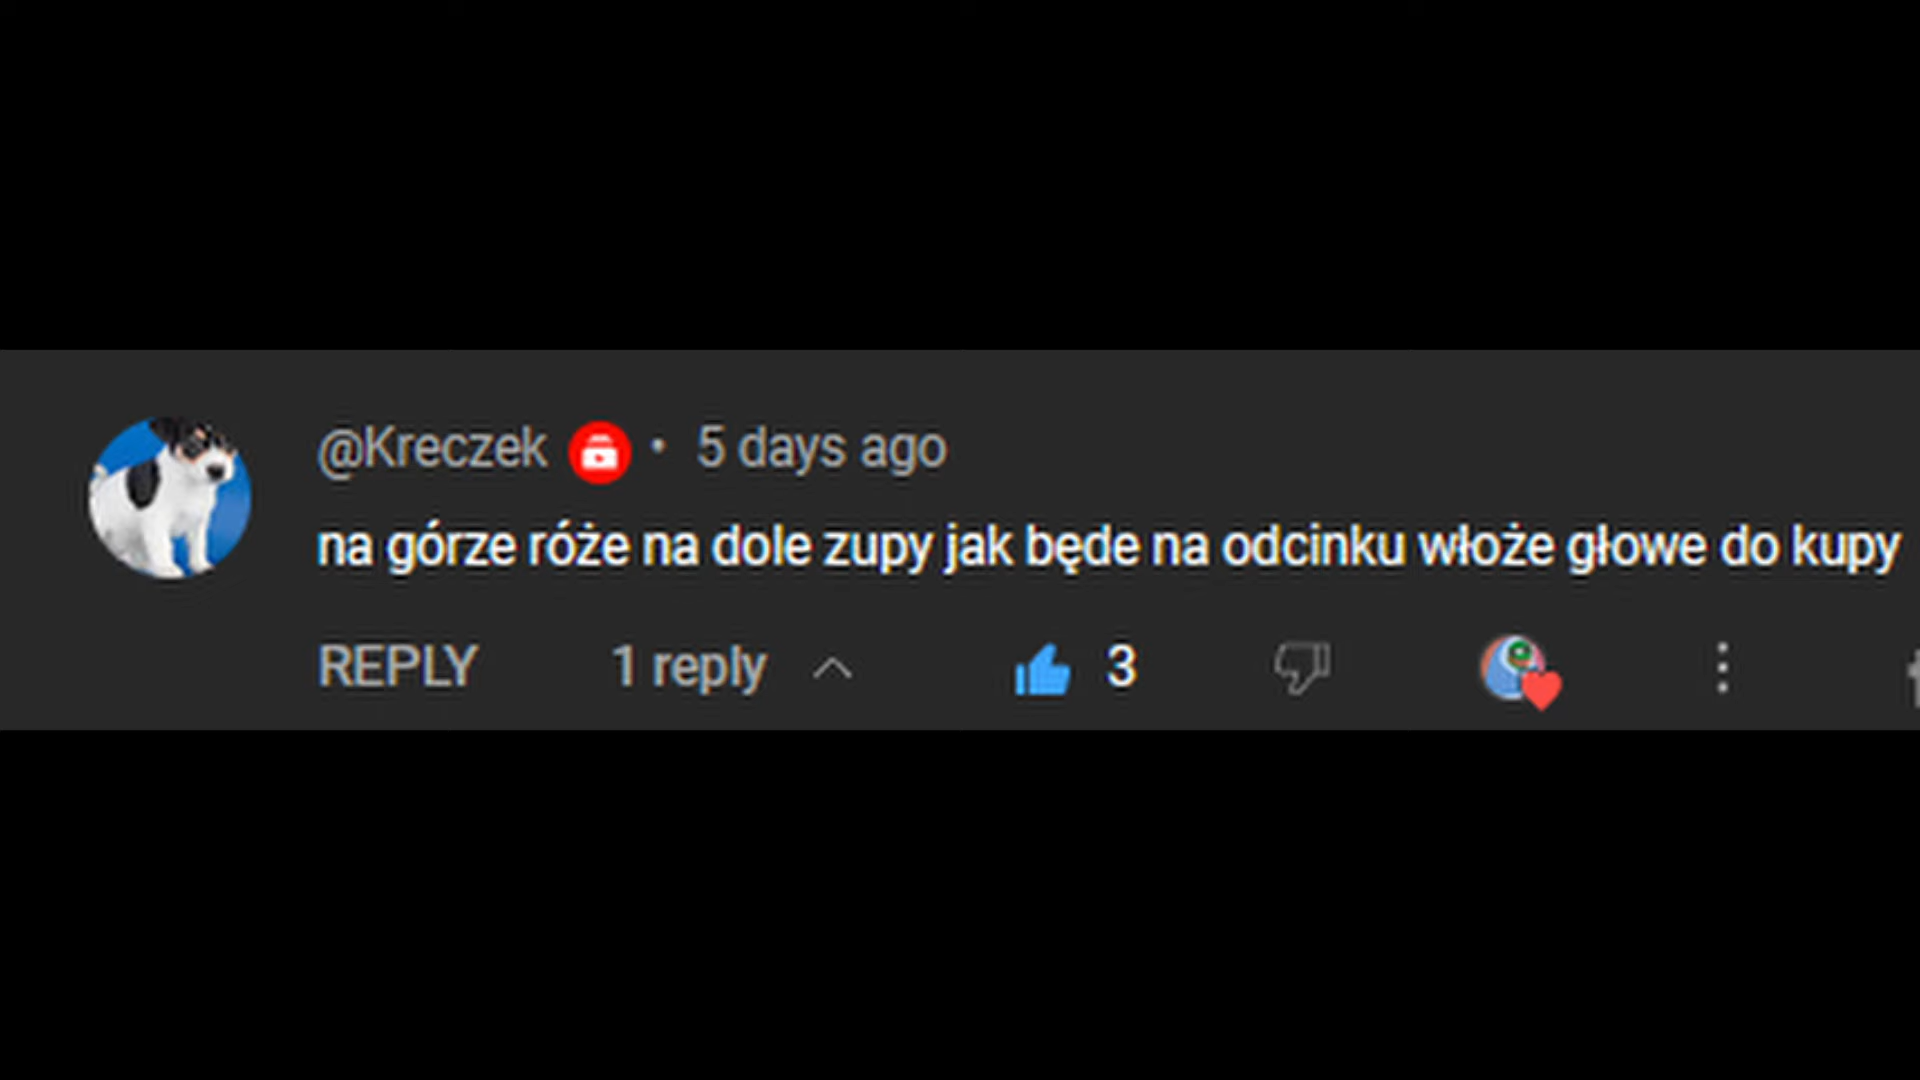 @Kreczek • 5 days ago
na górze róże na dole zupy jak będe na odcinku włoże głowe do kupy
REPLY 1 reply 3